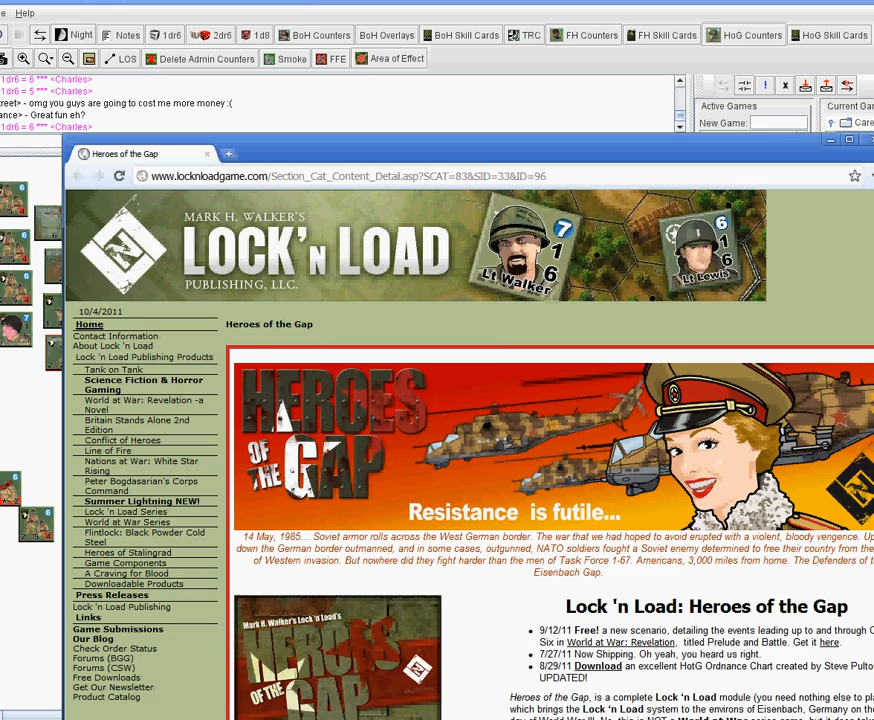 e Help
Night Notes 1dr6 2dr6 1d8 BoH Counters BoH Overlays BoH Skill Cards TRC FH Counters FH Skill Cards HoG Counters HoG Skill Cards
LOS Delete Admin Counters Smoke FFE Area of Effect
1dr6 = 6 *** <Charles>
1dr6 = 5 *** <Charles>
treet> - omg you guys are going to cost me more money :(
ance> - Great fun eh?
1dr6 = 6 *** <Charles>
Active Games
Current Gar
New Game:
Care
Heroes of the Gap
www.locknloadgame.com/Section_Cat_Content_Detail.asp?SCAT=83&SID=33&ID=96
MARK H. WALKER'S
LOCK'N LOAD
PUBLISHING, LLC.
7
1
6
Lt Walker
6
1
6
Lt Lewis
10/4/2011
Home
Contact Information
About Lock 'n Load
Lock 'n Load Publishing Products
Tank on Tank
Science Fiction & Horror
Gaming
World at War: Revelation -a
Novel
Britain Stands Alone 2nd
Edition
Conflict of Heroes
Line of Fire
Nations at War: White Star
Rising
Peter Bogdasarian's Corps
Command
Summer Lightning NEW!
Lock 'n Load Series
World at War Series
Flintlock: Black Powder Cold
Steel
Heroes of Stalingrad
Game Components
A Craving for Blood
Downloadable Products
Press Releases
Lock 'n Load Publishing
Links
Game Submissions
Our Blog
Check Order Status
Forums (BGG)
Forums (CSW)
Free Downloads
Get Our Newsletter
Product Catalog
Heroes of the Gap
HEROES
OF THE GAP
Resistance is futile...
14 May, 1985... Soviet armor rolls across the West German border. The war that we had hoped to avoid erupted with a violent, bloody vengence. Up
down the German border outmanned, and in some cases, outgunned, NATO soldiers fought a Soviet enemy determined to free their country from the
of Western invasion. But nowhere did they fight harder than the men of Task Force 1-67. Americans, 3,000 miles from home. The Defenders of t
Eisenbach Gap.
Mark H. Walker's Lock'n Load's
HEROES
OF THE GAP
Lock 'n Load: Heroes of the Gap
• 9/12/11 Free! a new scenario, detailing the events leading up to and through C
Six in World at War: Revelation, titled Prelude and Battle. Get it here.
• 7/27/11 Now Shipping. Oh yeah, you heard us right.
• 8/29/11 Download an excellent HotG Ordnance Chart created by Steve Pulto
UPDATED!
Heroes of the Gap, is a complete Lock 'n Load module (you need nothing else to pla
which brings the Lock 'n Load system to the environs of Eisenbach, Germany on the